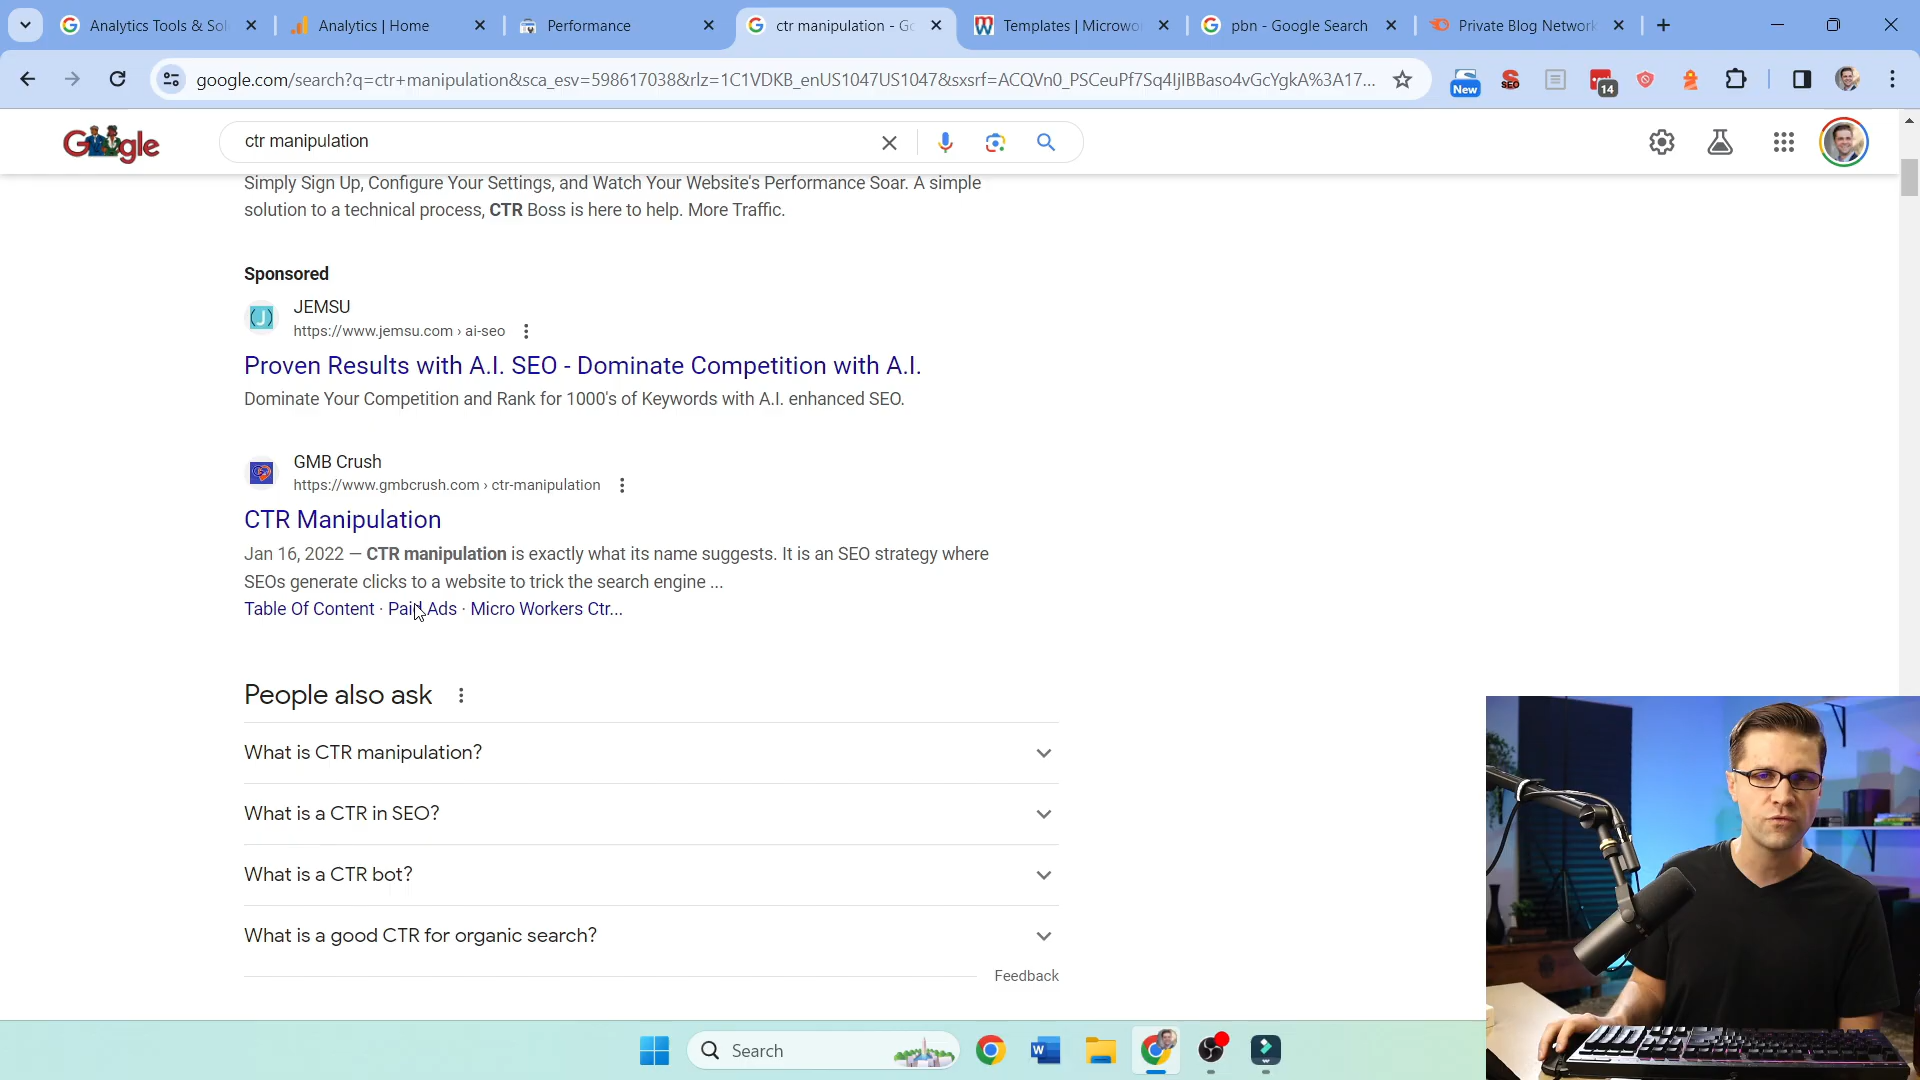 Analytics Tools & Sol
Analytics | Home
Performance
ctr manipulation - Go
Templates | Microwo
pbn - Google Search
Private Blog Network
google.com/search?q=ctr+manipulation&sca_esv=598617038&rlz=1C1VDKB_enUS1047US1047&sxsrf=ACQVn0_PSCeuPf7Sq4IjIBBaso4vGcYgkA%3A17...
New
SEO
14
Google
ctr manipulation
Simply Sign Up, Configure Your Settings, and Watch Your Website's Performance Soar. A simple
solution to a technical process, CTR Boss is here to help. More Traffic.
Sponsored
JEMSU
https://www.jemsu.com › ai-seo
Proven Results with A.I. SEO - Dominate Competition with A.I.
Dominate Your Competition and Rank for 1000's of Keywords with A.I. enhanced SEO.
GMB Crush
https://www.gmbcrush.com › ctr-manipulation
CTR Manipulation
Jan 16, 2022 — CTR manipulation is exactly what its name suggests. It is an SEO strategy where
SEOs generate clicks to a website to trick the search engine ...
Table Of Content · Paid Ads · Micro Workers Ctr...
People also ask
What is CTR manipulation?
What is a CTR in SEO?
What is a CTR bot?
What is a good CTR for organic search?
Feedback
Search